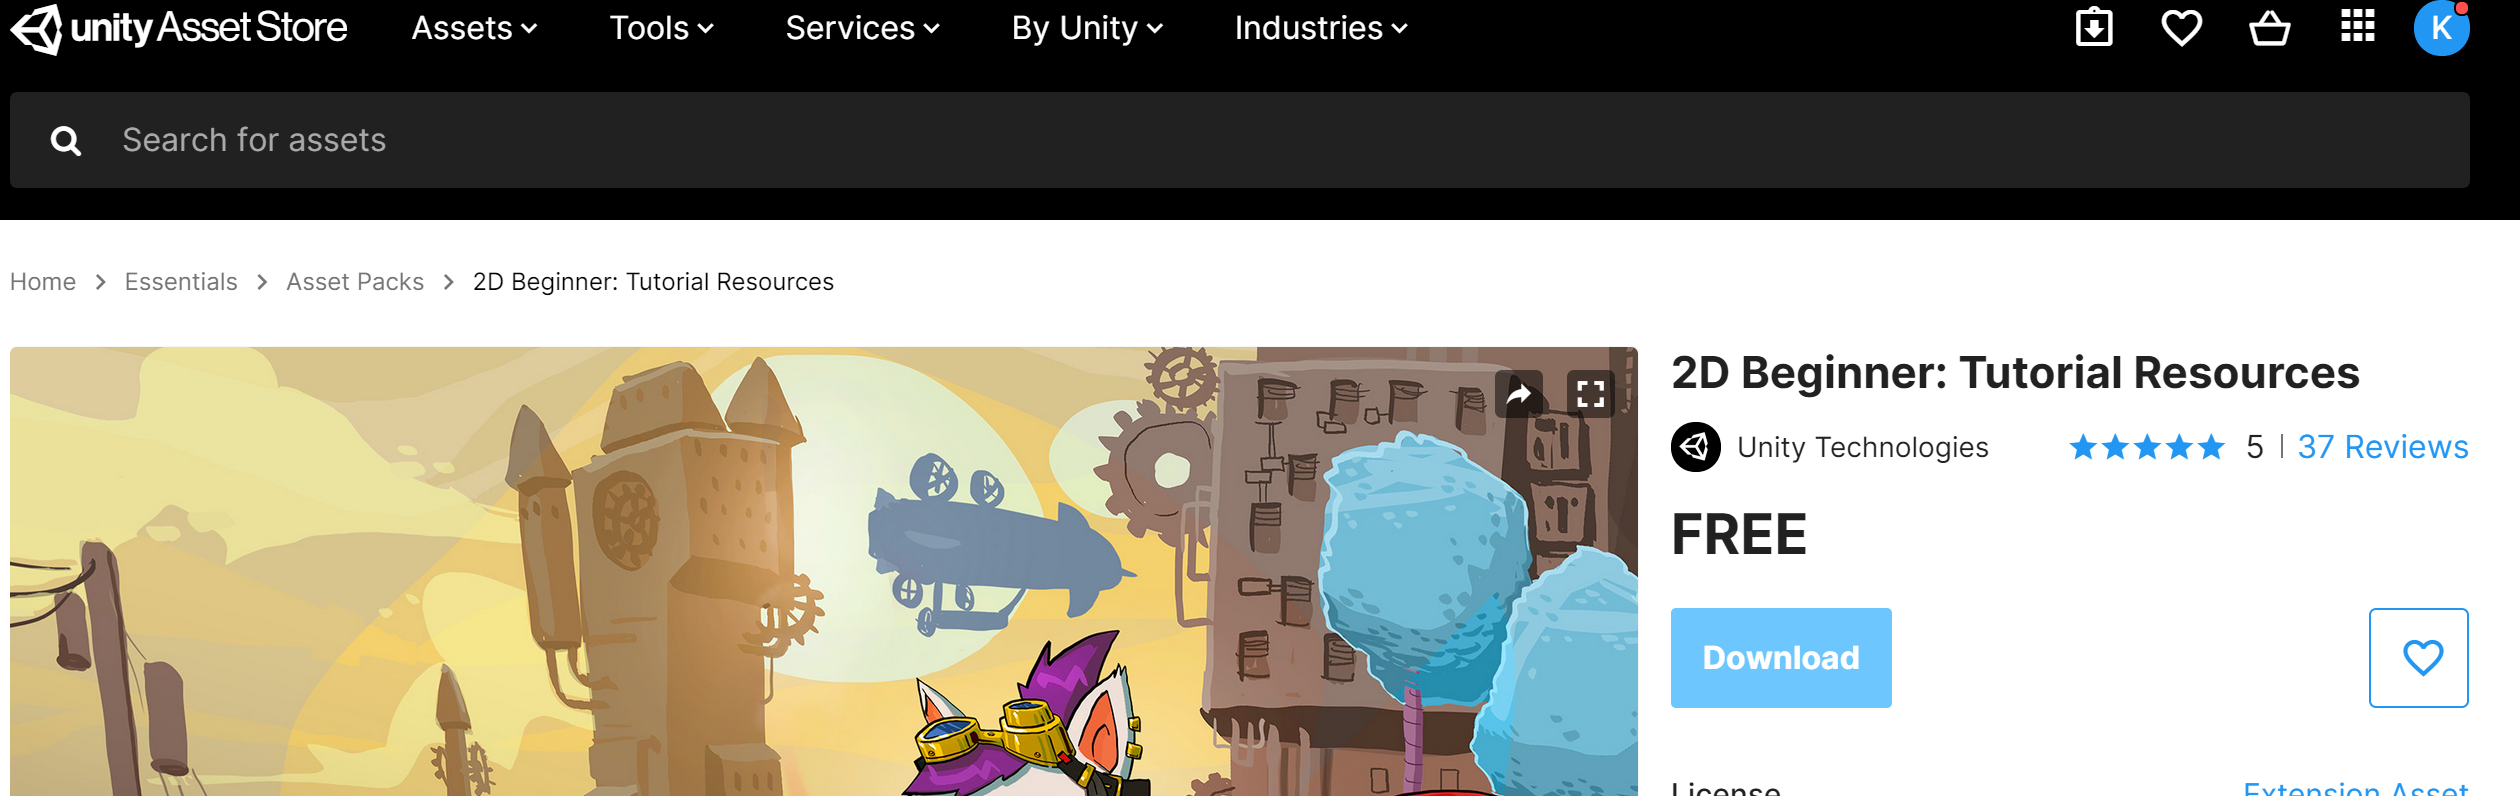 unity Asset Store
Assets Tools Services By Unity Industries
K
Search for assets
Home > Essentials > Asset Packs > 2D Beginner: Tutorial Resources
2D Beginner: Tutorial Resources
Unity Technologies 5 | 37 Reviews
FREE
Download
License Extension Asset